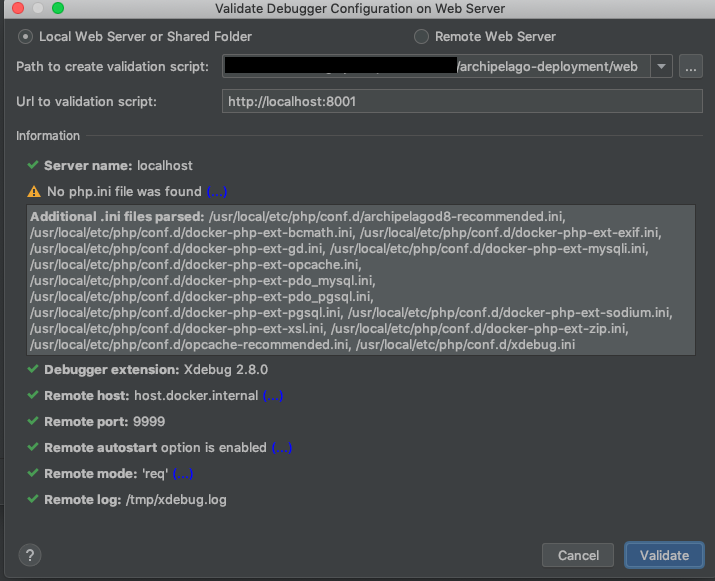 Validate Debugger Configuration on Web Server
Local Web Server or Shared Folder Remote Web Server
Path to create validation script: /archipelago-deployment/web ...
Url to validation script: http://localhost:8001
Information
Server name: localhost
No php.ini file was found (...)
Additional .ini files parsed: /usr/local/etc/php/conf.d/archipelagod8-recommended.ini,
/usr/local/etc/php/conf.d/docker-php-ext-bcmath.ini, /usr/local/etc/php/conf.d/docker-php-ext-exif.ini,
/usr/local/etc/php/conf.d/docker-php-ext-gd.ini, /usr/local/etc/php/conf.d/docker-php-ext-mysqli.ini,
/usr/local/etc/php/conf.d/docker-php-ext-opcache.ini,
/usr/local/etc/php/conf.d/docker-php-ext-pdo_mysql.ini,
/usr/local/etc/php/conf.d/docker-php-ext-pdo_pgsql.ini,
/usr/local/etc/php/conf.d/docker-php-ext-pgsql.ini, /usr/local/etc/php/conf.d/docker-php-ext-sodium.ini,
/usr/local/etc/php/conf.d/docker-php-ext-xsl.ini, /usr/local/etc/php/conf.d/docker-php-ext-zip.ini,
/usr/local/etc/php/conf.d/opcache-recommended.ini, /usr/local/etc/php/conf.d/xdebug.ini
Debugger extension: Xdebug 2.8.0
Remote host: host.docker.internal (...)
Remote port: 9999
Remote autostart option is enabled (...)
Remote mode: 'req' (...)
Remote log: /tmp/xdebug.log
? Cancel Validate